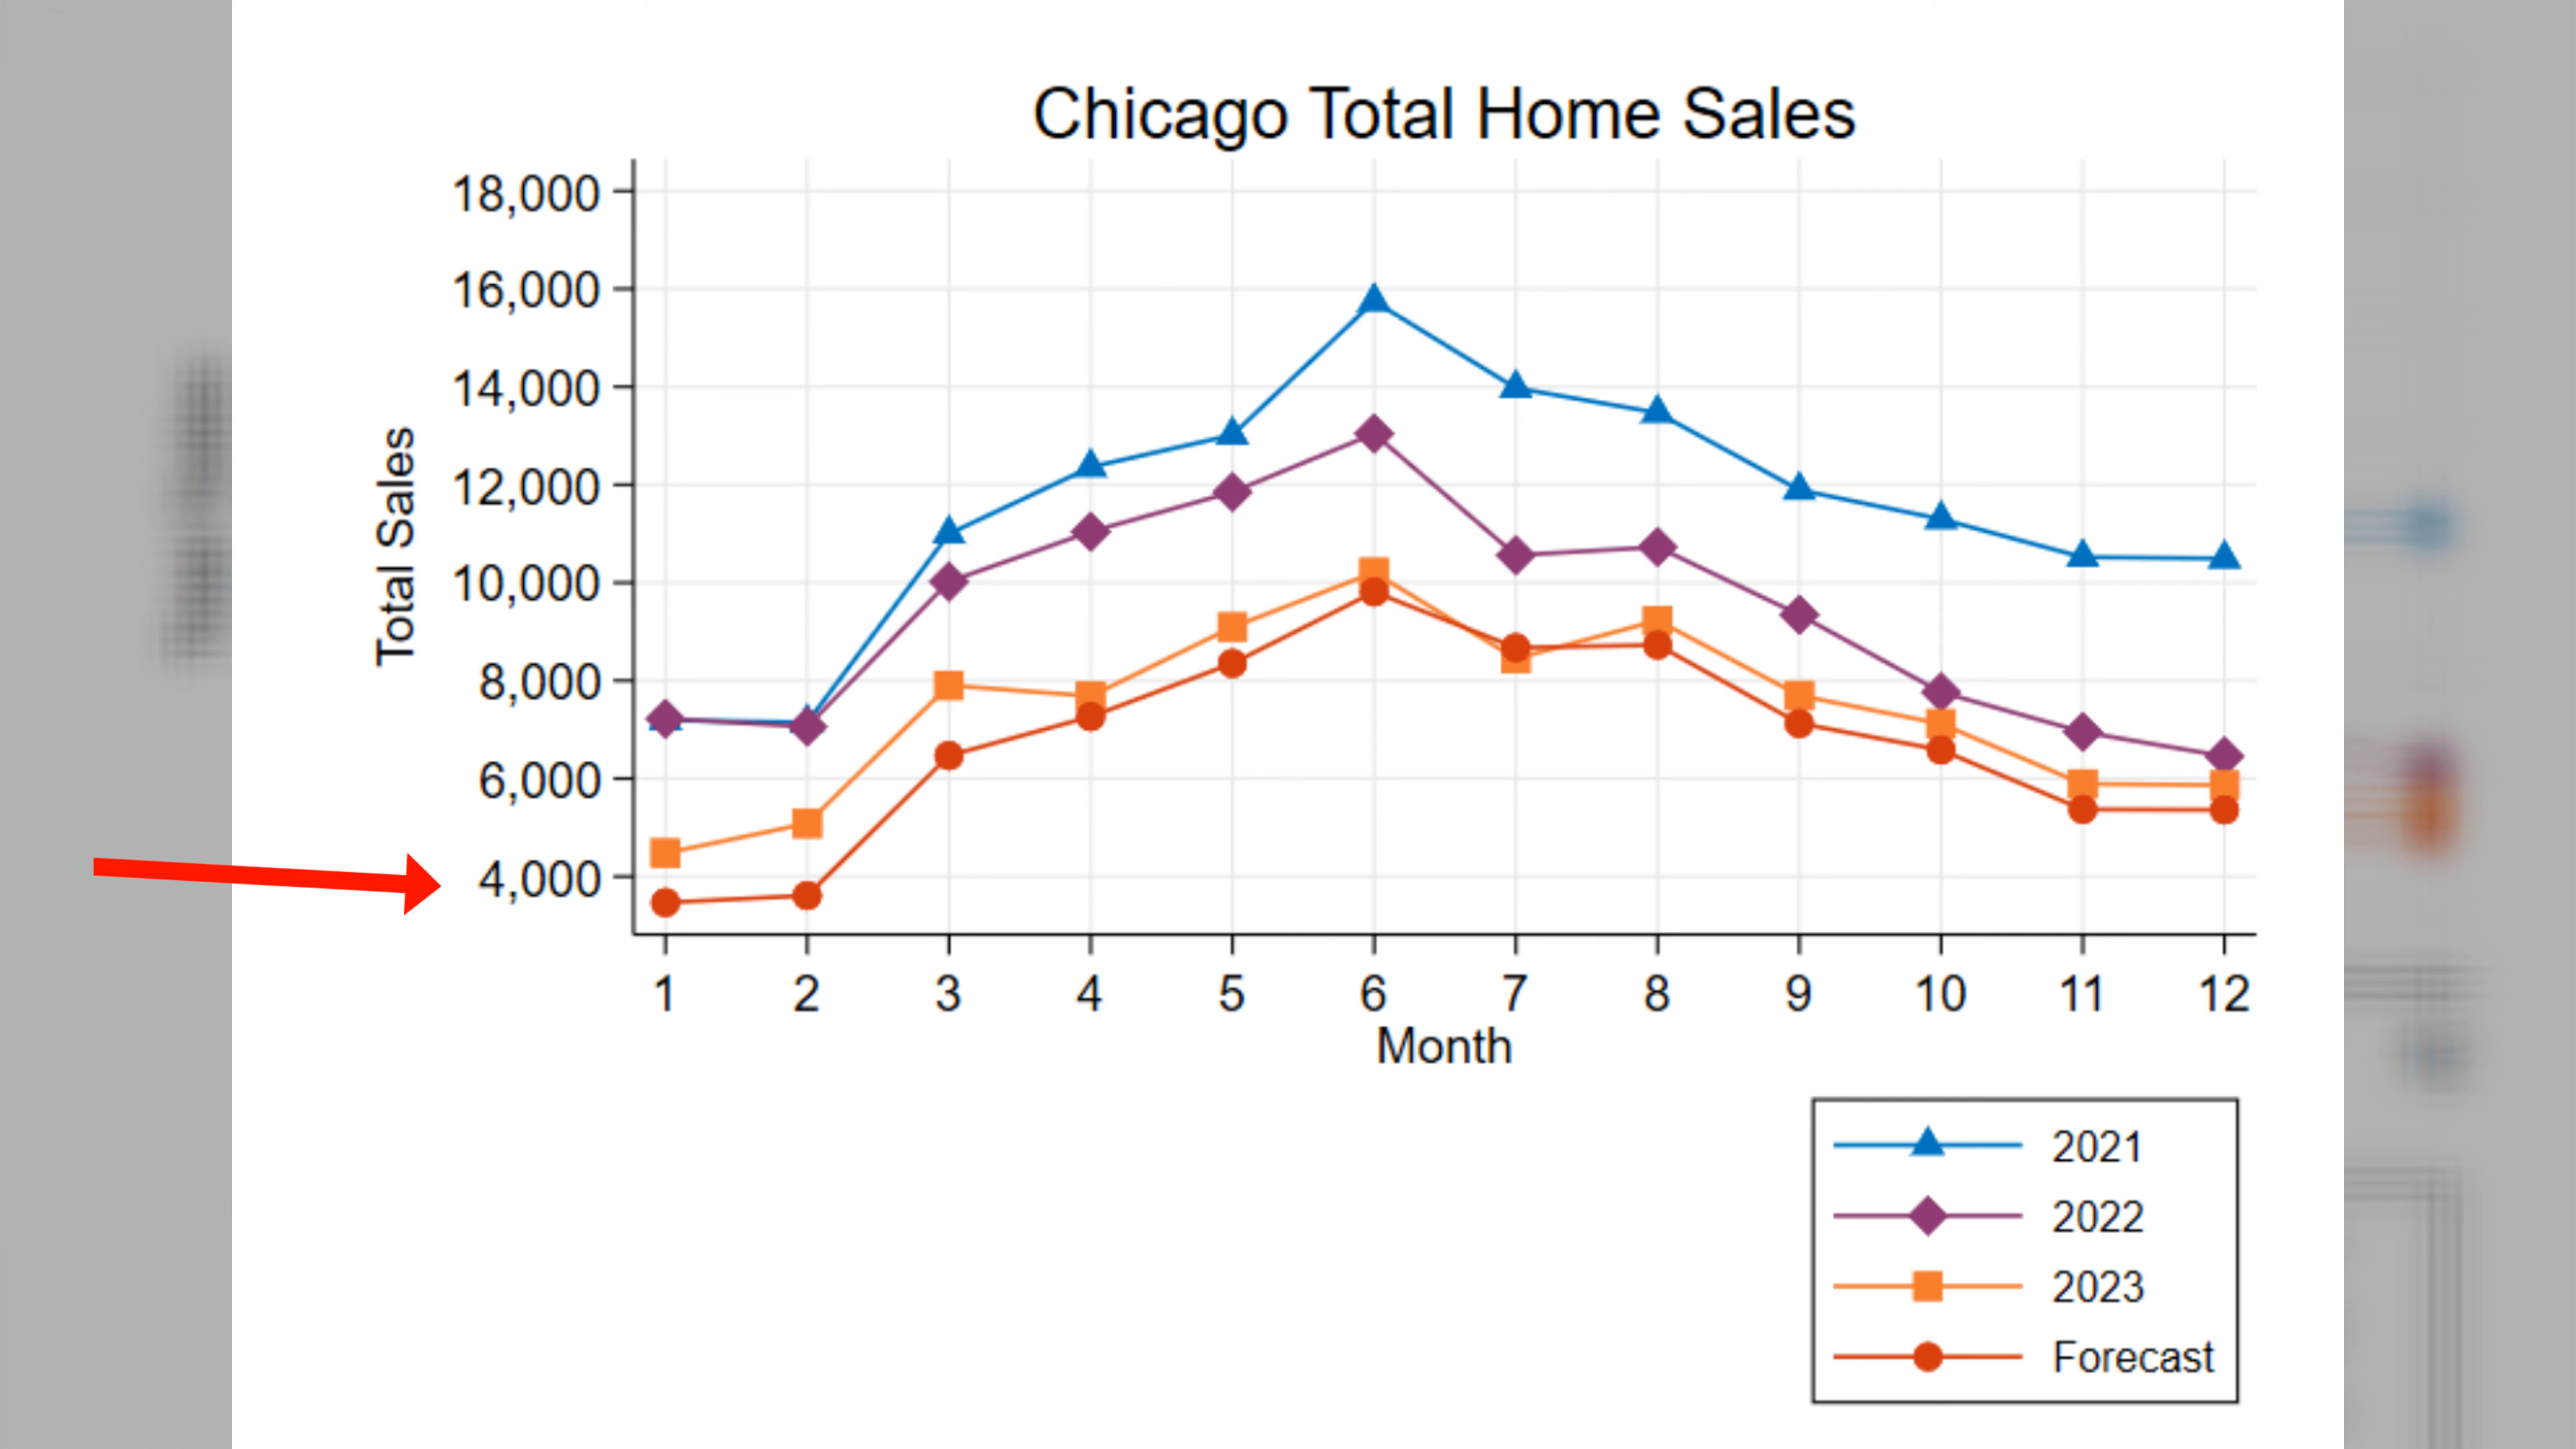 Chicago Total Home Sales
18,000
16,000
14,000
12,000
10,000
8,000
6,000
4,000
Total Sales
1 2 3 4 5 6 7 8 9 10 11 12
Month
2021
2022
2023
Forecast